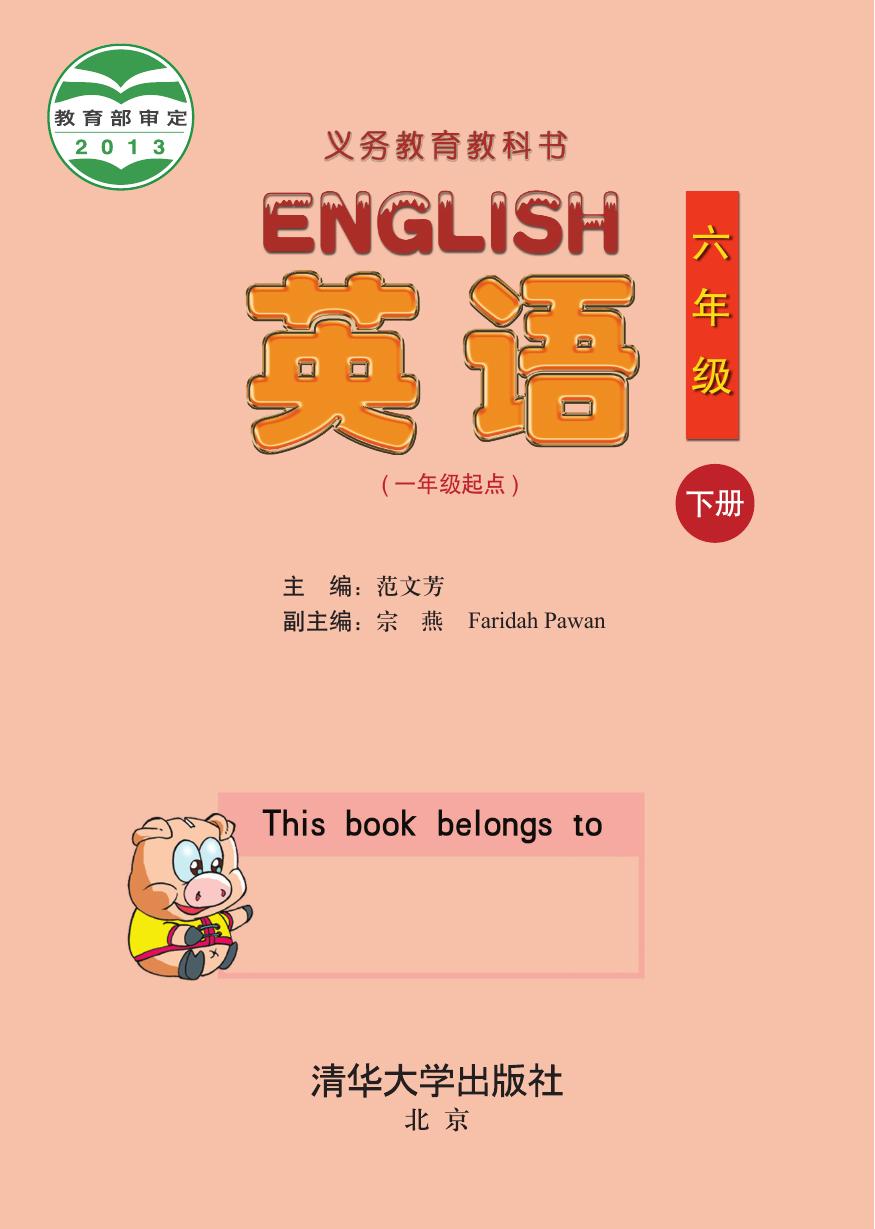 教育部审定
2013
义务教育教科书
ENGLISH
英语
六年级
(一年级起点)
下册
主 编：范文芳
副主编：宗 燕 Faridah Pawan
This book belongs to
清华大学出版社
北 京